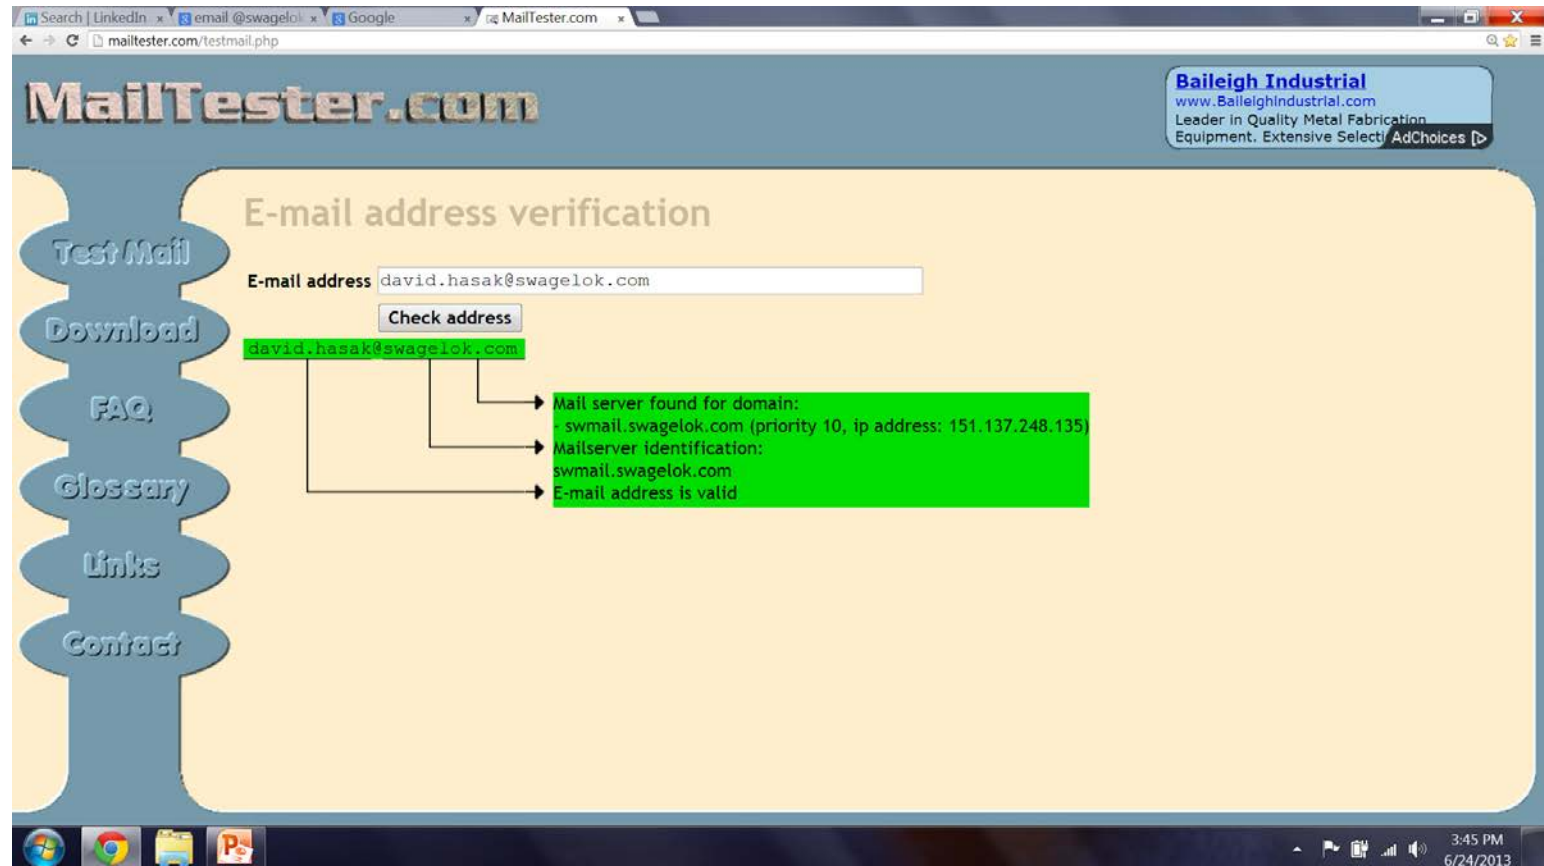 Search | LinkedIn
email @swagelok
Google
MailTester.com
mailtester.com/testmail.php
MailTester.com
Baileigh Industrial
www.BaileighIndustrial.com
Leader in Quality Metal Fabrication
Equipment. Extensive Selecti
AdChoices
E-mail address verification
Test Mail
Download
FAQ
Glossary
Links
Contact
E-mail address david.hasak@swagelok.com
Check address
david.hasak@swagelok.com
Mail server found for domain:
- swmail.swagelok.com (priority 10, ip address: 151.137.248.135)
Mailserver identification:
swmail.swagelok.com
E-mail address is valid
3:45 PM
6/24/2013